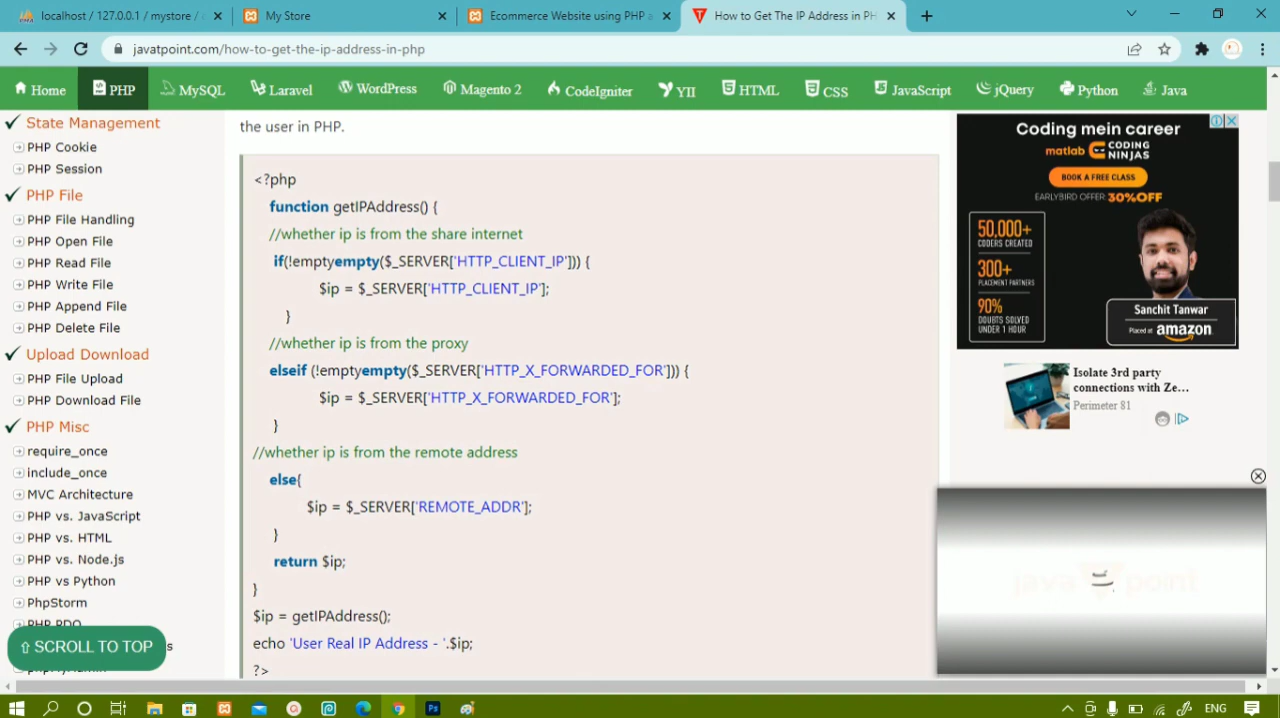 localhost / 127.0.0.1 / mystore /
My Store
Ecommerce Website using PHP a
How to Get The IP Address in PH
javatpoint.com/how-to-get-the-ip-address-in-php
Home
PHP
MySQL
Laravel
WordPress
Magento 2
CodeIgniter
YII
HTML
CSS
JavaScript
jQuery
Python
Java
State Management
PHP Cookie
PHP Session
PHP File
PHP File Handling
PHP Open File
PHP Read File
PHP Write File
PHP Append File
PHP Delete File
Upload Download
PHP File Upload
PHP Download File
PHP Misc
require_once
include_once
MVC Architecture
PHP vs. JavaScript
PHP vs. HTML
PHP vs. Node.js
PHP vs Python
PhpStorm
PHP PDO
⇧ SCROLL TO TOP
the user in PHP.
<?php
function getIPAddress() {
//whether ip is from the share internet
if(!emptyempty($_SERVER['HTTP_CLIENT_IP'])) {
$ip = $_SERVER['HTTP_CLIENT_IP'];
}
//whether ip is from the proxy
elseif (!emptyempty($_SERVER['HTTP_X_FORWARDED_FOR'])) {
$ip = $_SERVER['HTTP_X_FORWARDED_FOR'];
}
//whether ip is from the remote address
else{
$ip = $_SERVER['REMOTE_ADDR'];
}
return $ip;
}
$ip = getIPAddress();
echo 'User Real IP Address - '.$ip;
?>
Coding mein career
matlab CODING NINJAS
BOOK A FREE CLASS
EARLYBIRD OFFER: 30%OFF
50,000+
CODERS CREATED
300+
PLACEMENT PARTNERS
90%
DOUBTS SOLVED
UNDER 1 HOUR
Sanchit Tanwar
Placed at amazon
Isolate 3rd party
connections with Ze...
Perimeter 81
java point
ENG